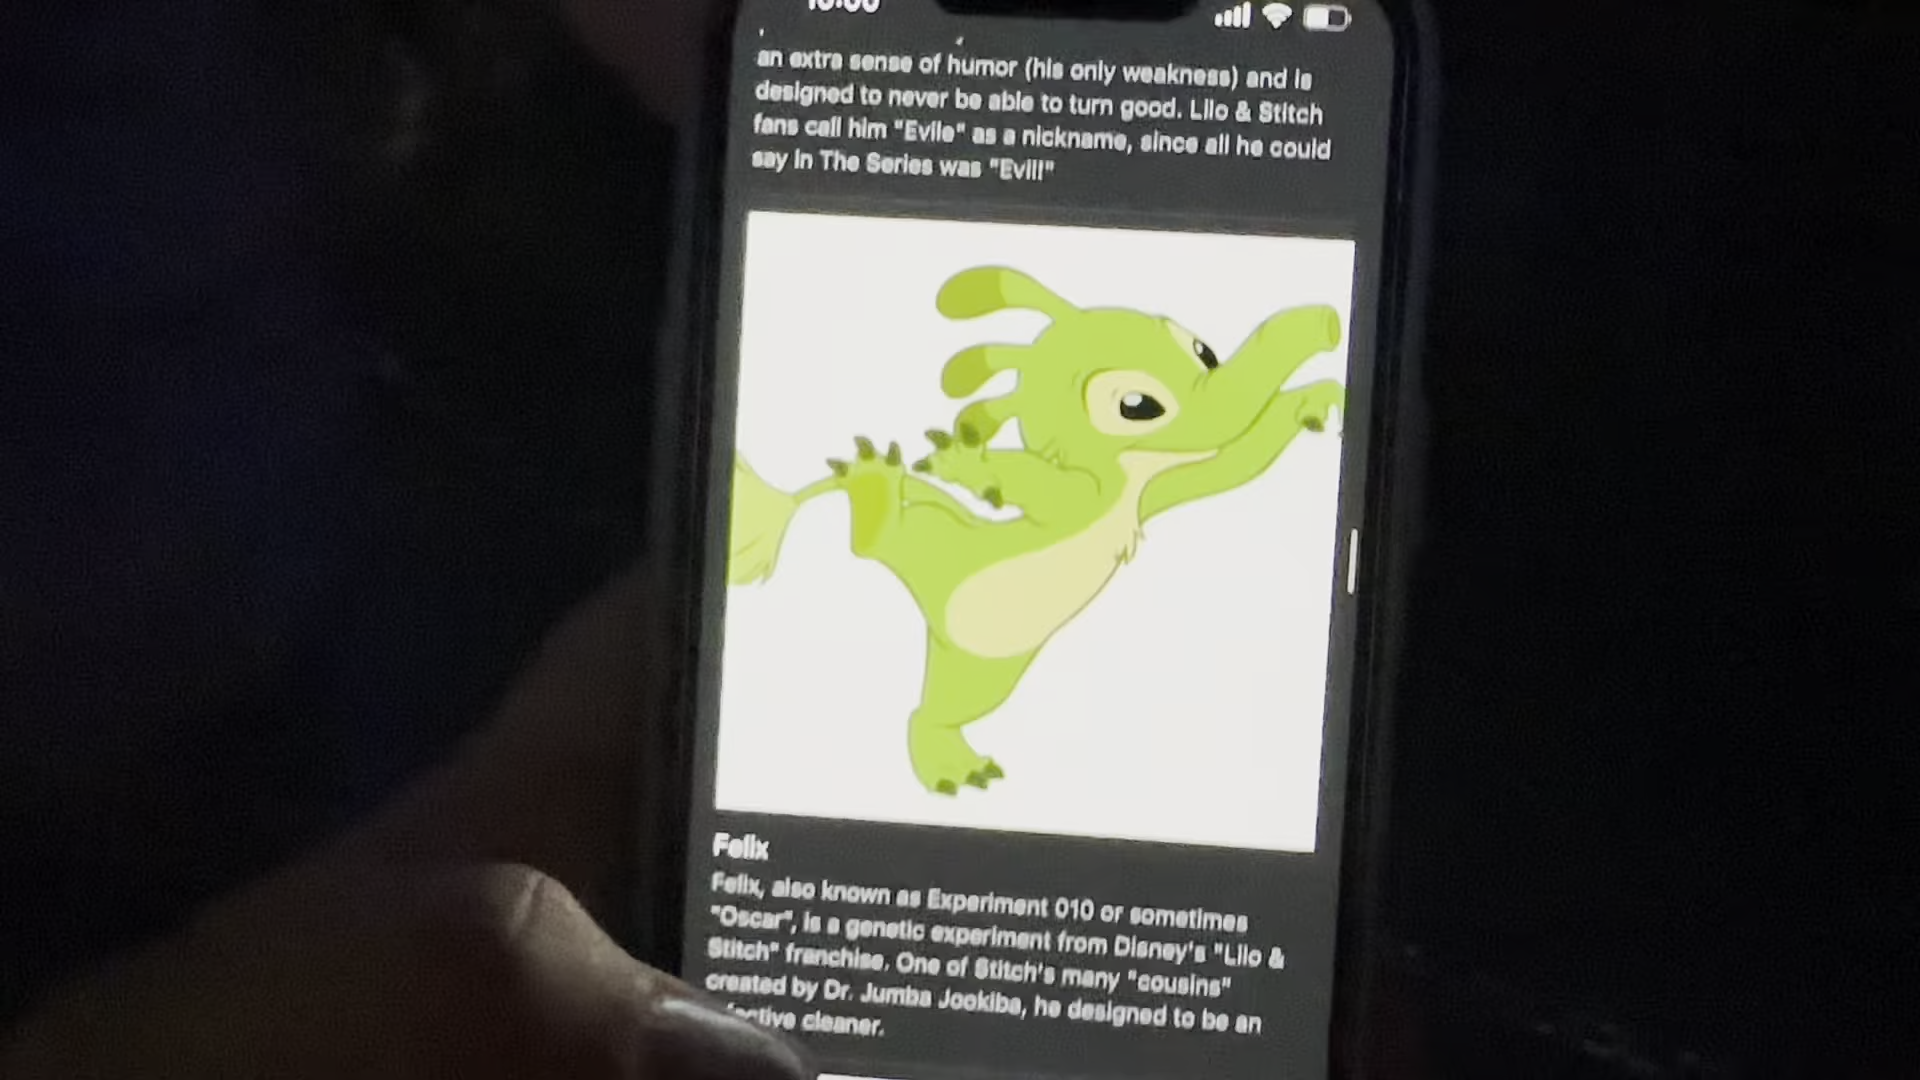 an extra sense of humor (his only weakness) and is
designed to never be able to turn good. Lilo & Stitch
fans call him "Evile" as a nickname, since all he could
say in The Series was "Evil!"
Felix
Felix, also known as Experiment 010 or sometimes
"Oscar", is a genetic experiment from Disney's "Lilo &
Stitch" franchise. One of Stitch's many "cousins"
created by Dr. Jumba Jookiba, he designed to be an
cleaner.